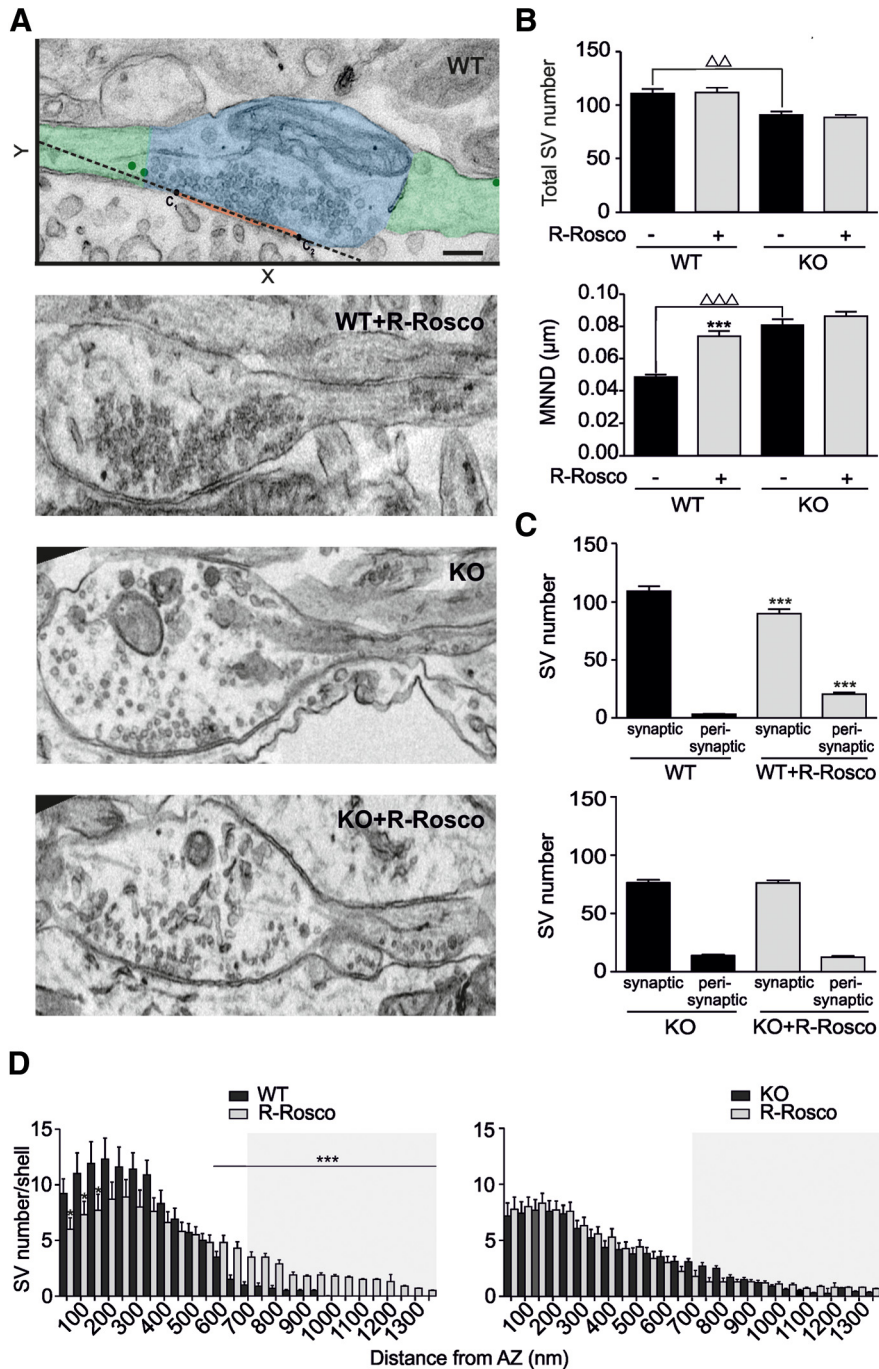 A
WT
Y
C1
C2
X
WT+R-Rosco
KO
KO+R-Rosco
B
Total SV number
150
100
50
0
△△
R-Rosco
-
+
-
+
WT
KO
MNND (μm)
0.10
0.08
0.06
0.04
0.02
0.00
△△△
***
R-Rosco
-
+
-
+
WT
KO
C
SV number
150
100
50
0
***
***
synaptic
peri-
synaptic
synaptic
peri-
synaptic
WT
WT+R-Rosco
SV number
150
100
50
0
synaptic
peri-
synaptic
synaptic
peri-
synaptic
KO
KO+R-Rosco
D
WT
R-Rosco
SV number/shell
15
10
5
0
*
*
*
***
100
200
300
400
500
600
700
800
900
1000
1100
1200
1300
KO
R-Rosco
15
10
5
0
100
200
300
400
500
600
700
800
900
1000
1100
1200
1300
Distance from AZ (nm)